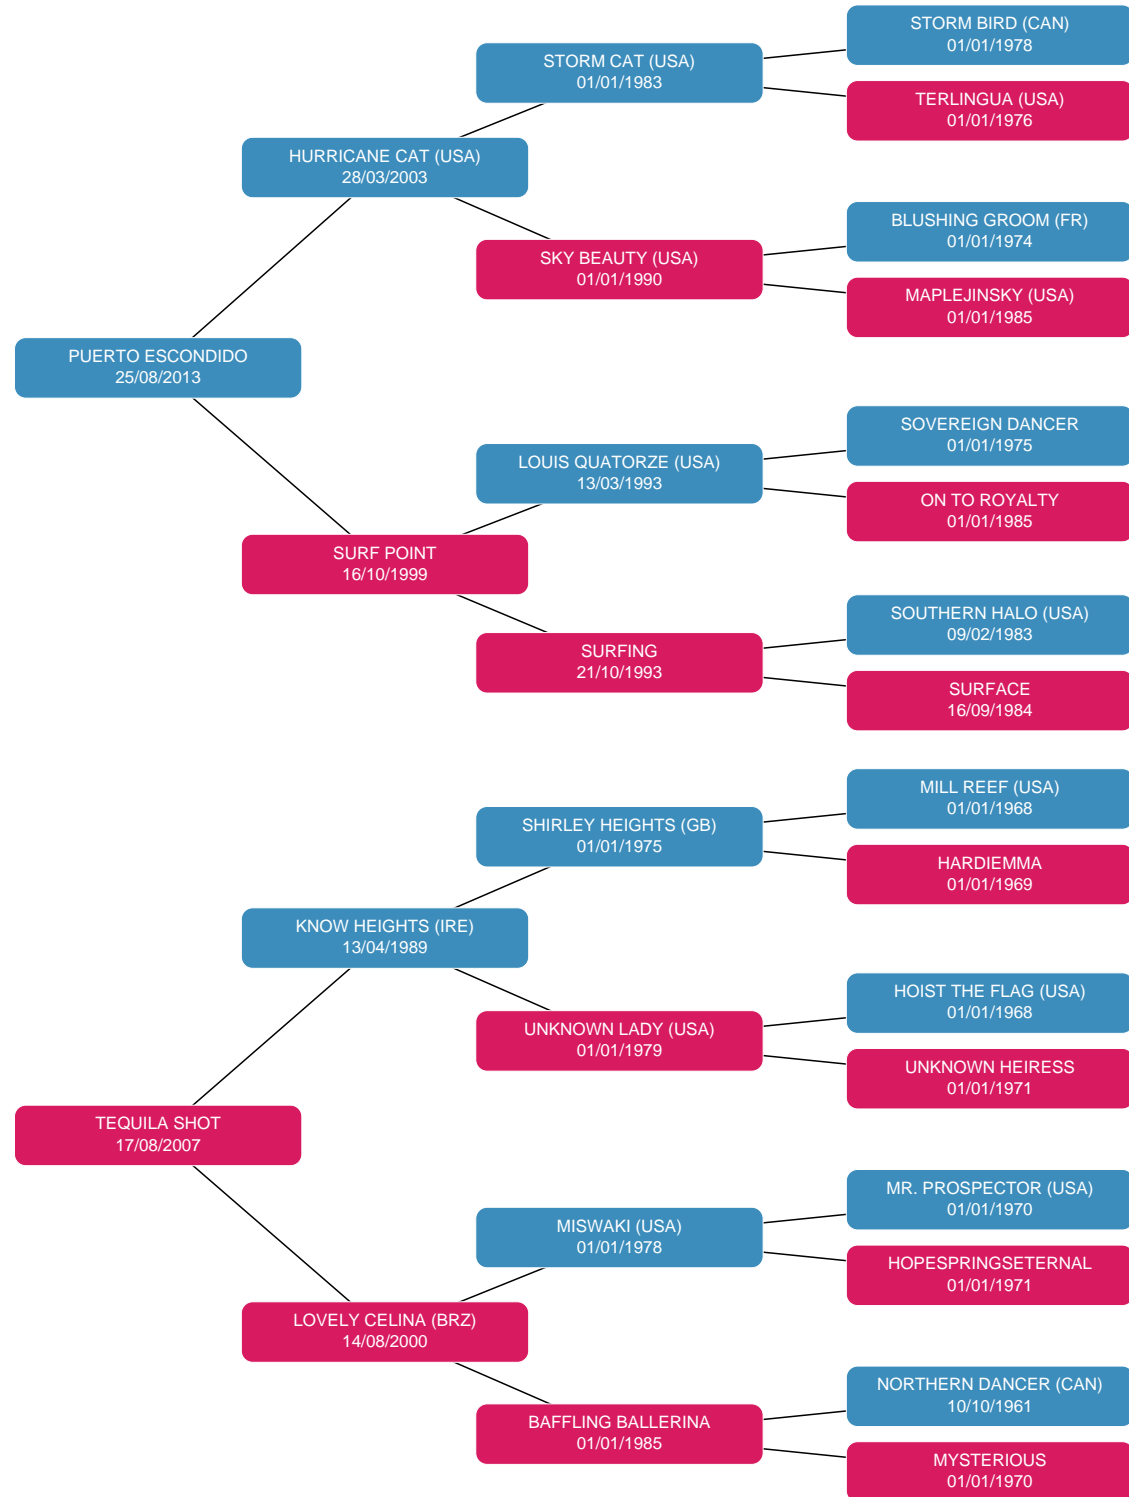 STORM BIRD (CAN)
01/01/1978
STORM CAT (USA)
01/01/1983
TERLINGUA (USA)
01/01/1976
HURRICANE CAT (USA)
28/03/2003
BLUSHING GROOM (FR)
01/01/1974
SKY BEAUTY (USA)
01/01/1990
MAPLEJINSKY (USA)
01/01/1985
PUERTO ESCONDIDO
25/08/2013
SOVEREIGN DANCER
01/01/1975
LOUIS QUATORZE (USA)
13/03/1993
ON TO ROYALTY
01/01/1985
SURF POINT
16/10/1999
SOUTHERN HALO (USA)
09/02/1983
SURFING
21/10/1993
SURFACE
16/09/1984
MILL REEF (USA)
01/01/1968
SHIRLEY HEIGHTS (GB)
01/01/1975
HARDIEMMA
01/01/1969
KNOW HEIGHTS (IRE)
13/04/1989
HOIST THE FLAG (USA)
01/01/1968
UNKNOWN LADY (USA)
01/01/1979
UNKNOWN HEIRESS
01/01/1971
TEQUILA SHOT
17/08/2007
MR. PROSPECTOR (USA)
01/01/1970
MISWAKI (USA)
01/01/1978
HOPESPRINGSETERNAL
01/01/1971
LOVELY CELINA (BRZ)
14/08/2000
NORTHERN DANCER (CAN)
10/10/1961
BAFFLING BALLERINA
01/01/1985
MYSTERIOUS
01/01/1970